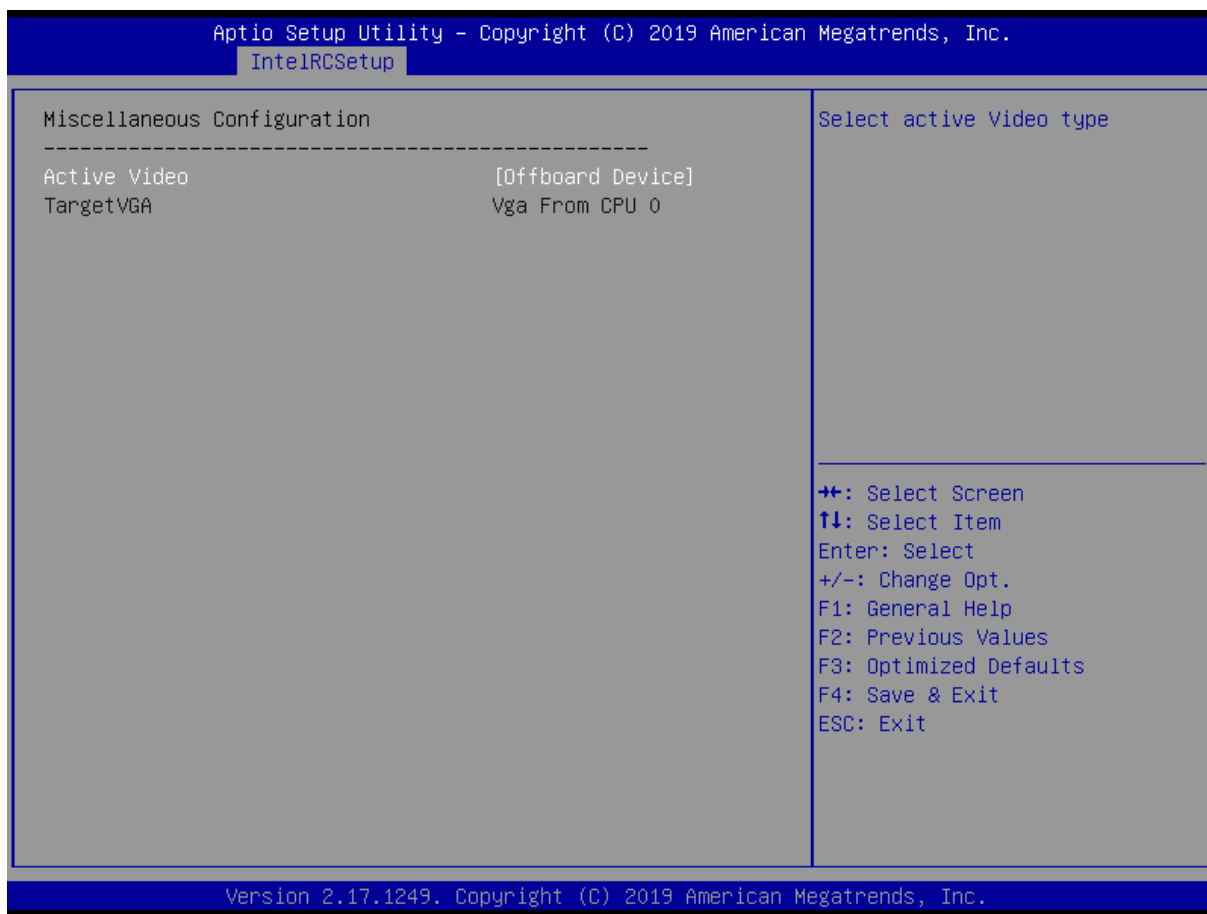 Aptio Setup Utility – Copyright (C) 2019 American Megatrends, Inc.
IntelRCSetup
Miscellaneous Configuration
--------------------------------------------------
Active Video [Offboard Device]
TargetVGA Vga From CPU 0
Select active Video type
→←: Select Screen
↑↓: Select Item
Enter: Select
+/-: Change Opt.
F1: General Help
F2: Previous Values
F3: Optimized Defaults
F4: Save & Exit
ESC: Exit
Version 2.17.1249. Copyright (C) 2019 American Megatrends, Inc.